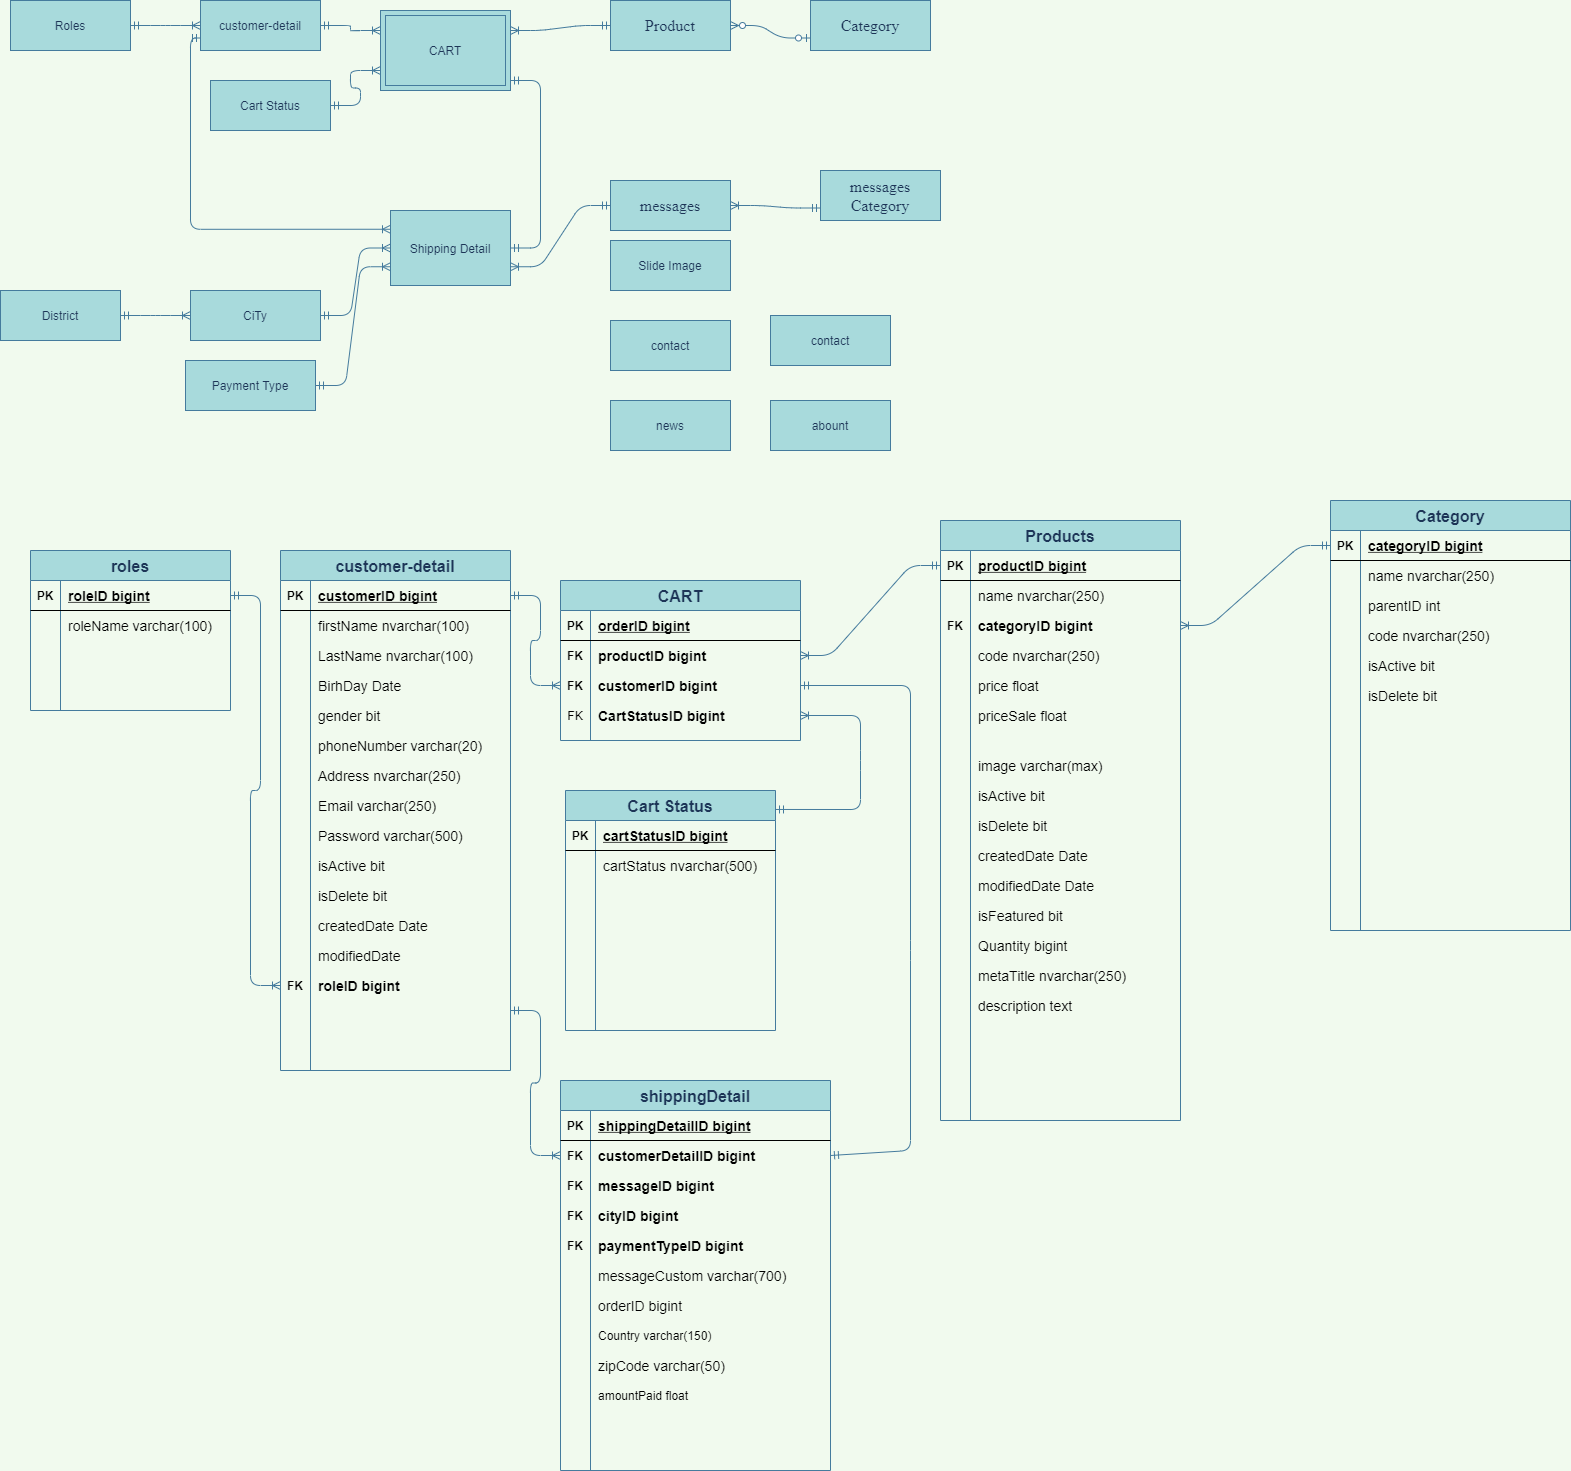 Roles
customer-detail
CART
Product
Category
Cart Status
messages
messages
Category
Shipping Detail
Slide Image
District
CiTy
contact
contact
Payment Type
news
abount
roles
PK roleID bigint
roleName varchar(100)
customer-detail
PK customerID bigint
firstName nvarchar(100)
LastName nvarchar(100)
BirhDay Date
gender bit
phoneNumber varchar(20)
Address nvarchar(250)
Email varchar(250)
Password varchar(500)
isActive bit
isDelete bit
createdDate Date
modifiedDate
FK roleID bigint
CART
PK orderID bigint
FK productID bigint
FK customerID bigint
FK CartStatusID bigint
Cart Status
PK cartStatusID bigint
cartStatus nvarchar(500)
shippingDetail
PK shippingDetailID bigint
FK customerDetailID bigint
FK messageID bigint
FK cityID bigint
FK paymentTypeID bigint
messageCustom varchar(700)
orderID bigint
Country varchar(150)
zipCode varchar(50)
amountPaid float
Products
PK productID bigint
name nvarchar(250)
FK categoryID bigint
code nvarchar(250)
price float
priceSale float
image varchar(max)
isActive bit
isDelete bit
createdDate Date
modifiedDate Date
isFeatured bit
Quantity bigint
metaTitle nvarchar(250)
description text
Category
PK categoryID bigint
name nvarchar(250)
parentID int
code nvarchar(250)
isActive bit
isDelete bit